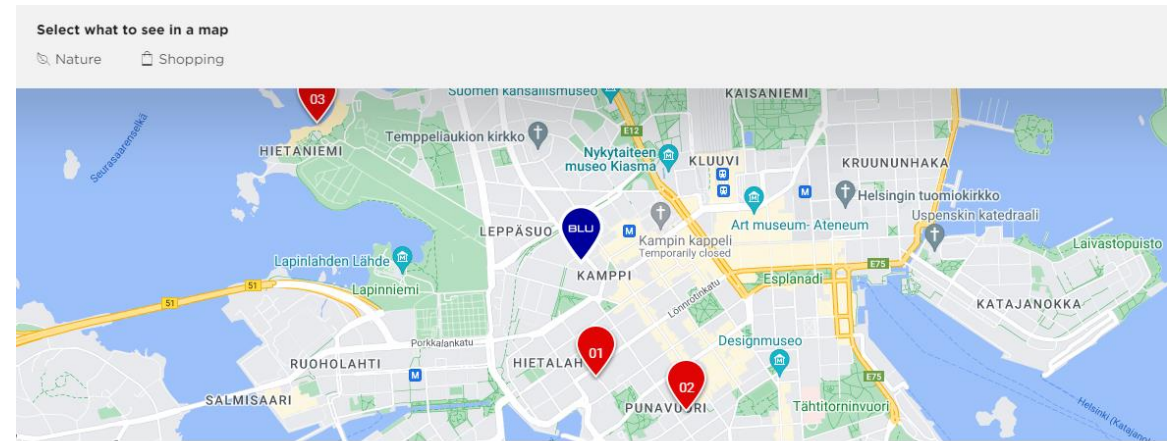 Select what to see in a map
Nature
Shopping
03
Suomen kansallismuseo
KAISANIEMI
Temppeliaukion kirkko
E12
HIETANIEMI
Seurasaarenselkä
Nykytaiteen
museo Kiasma
KLUUVI
KRUUNUNHAKA
M
Helsingin tuomiokirkko
LEPPÄSUO
BLU
M
Kampin kappeli
Temporarily closed
Art museum- Ateneum
Uspenskin katedraali
Laivastopuisto
Lapinlahden Lähde
KAMPPI
E75
Esplanadi
51
51
Lapinniemi
Lönnrotinkatu
KATAJANOKKA
Porkkalankatu
Designmuseo
RUOHOLAHTI
M
HIETALAH
01
02
E75
SALMISAARI
PUNAVUORI
Tähtitorninvuori
Helsinki (Katajanot